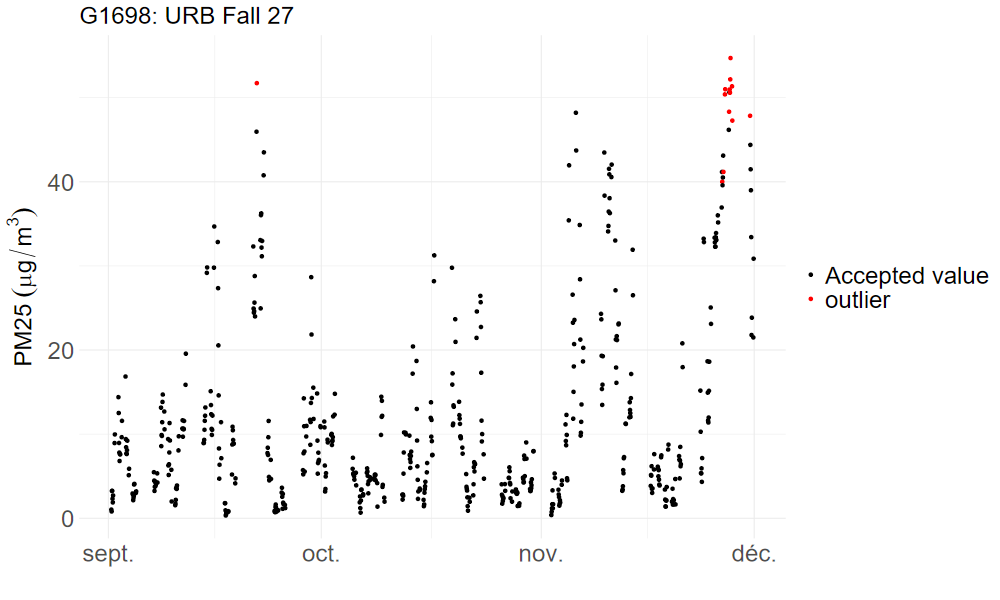 G1698: URB Fall 27
PM25 (μg/m³)
40
20
0
sept.
oct.
nov.
déc.
Accepted value
outlier